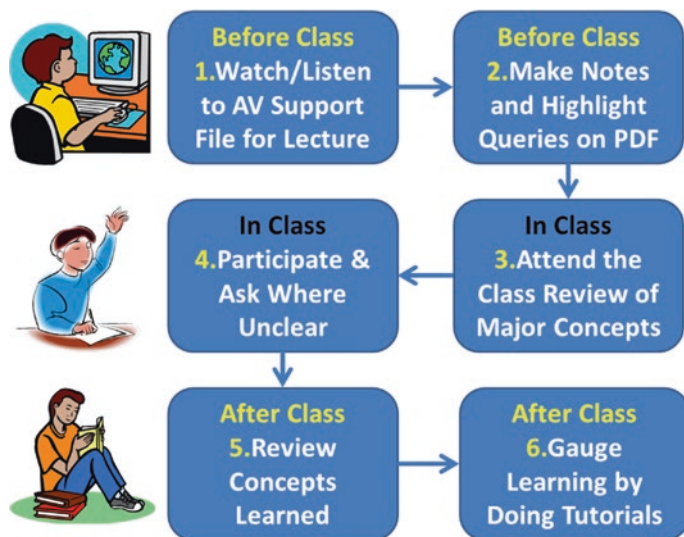 Before Class
1.Watch/Listen
to AV Support
File for Lecture
Before Class
2.Make Notes
and Highlight
Queries on PDF
In Class
3.Attend the
Class Review of
Major Concepts
In Class
4.Participate &
Ask Where
Unclear
After Class
5.Review
Concepts
Learned
After Class
6.Gauge
Learning by
Doing Tutorials